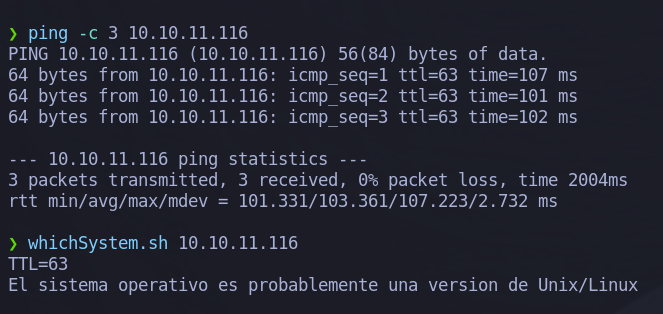 ❯ ping -c 3 10.10.11.116
PING 10.10.11.116 (10.10.11.116) 56(84) bytes of data.
64 bytes from 10.10.11.116: icmp_seq=1 ttl=63 time=107 ms
64 bytes from 10.10.11.116: icmp_seq=2 ttl=63 time=101 ms
64 bytes from 10.10.11.116: icmp_seq=3 ttl=63 time=102 ms
--- 10.10.11.116 ping statistics ---
3 packets transmitted, 3 received, 0% packet loss, time 2004ms
rtt min/avg/max/mdev = 101.331/103.361/107.223/2.732 ms
❯ whichSystem.sh 10.10.11.116
TTL=63
El sistema operativo es probablemente una version de Unix/Linux